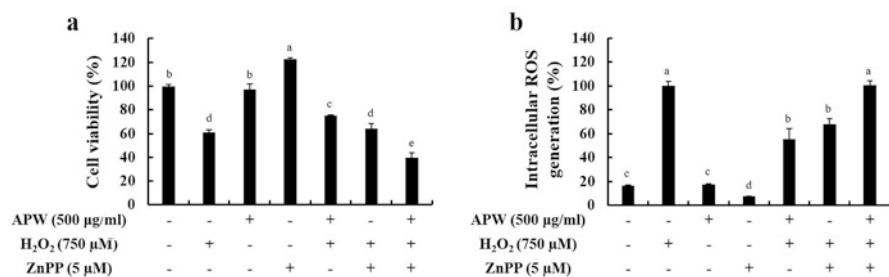 a
Cell viability (%)
140
120
100
80
60
40
20
0
b d b a c d e
APW (500 μg/ml) - - + - + - +
H₂O₂ (750 μM) - + - - + + +
ZnPP (5 μM) - - - + - + +
b
Intracellular ROS
generation (%)
140
120
100
80
60
40
20
0
c a c d b b a
APW (500 μg/ml) - - + - + - +
H₂O₂ (750 μM) - + - - + + +
ZnPP (5 μM) - - - + - + +